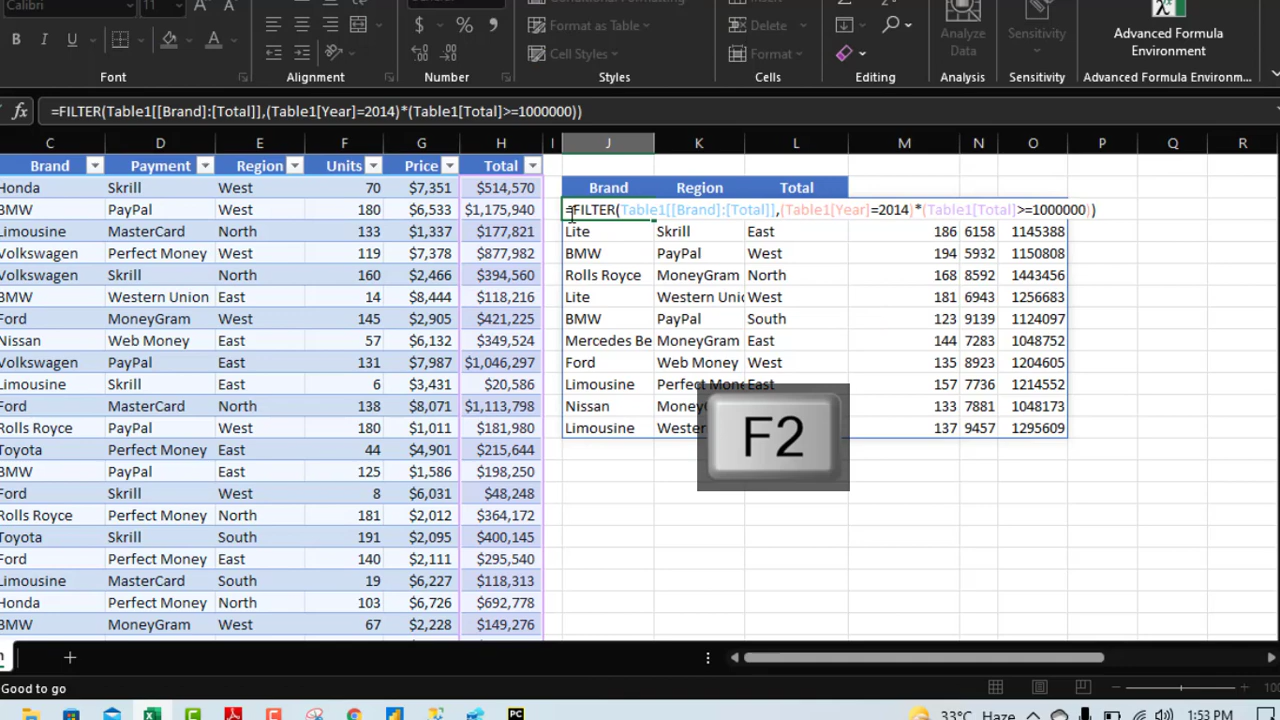 Calibri 11 A A General Conditional Formatting Insert Σ
B I U A $ % 9 Format as Table Delete Analyze Sensitivity Advanced Formula
Cell Styles Format Data Environment
Font Alignment Number Styles Cells Editing Analysis Sensitivity Advanced Formula Environm...
fx =FILTER(Table1[[Brand]:[Total]],(Table1[Year]=2014)*(Table1[Total]>=1000000))
C D E F G H I J K L M N O P Q R
Brand Payment Region Units Price Total
Honda Skrill West 70 $7,351 $514,570 Brand Region Total
BMW PayPal West 180 $6,533 $1,175,940 =FILTER(Table1[[Brand]:[Total]],(Table1[Year]=2014)*(Table1[Total]>=1000000))
Limousine MasterCard North 133 $1,337 $177,821 Lite Skrill East 186 6158 1145388
Volkswagen Perfect Money West 119 $7,378 $877,982 BMW PayPal West 194 5932 1150808
Volkswagen Skrill North 160 $2,466 $394,560 Rolls Royce MoneyGram North 168 8592 1443456
BMW Western Union East 14 $8,444 $118,216 Lite Western Unic West 181 6943 1256683
Ford MoneyGram West 145 $2,905 $421,225 BMW PayPal South 123 9139 1124097
Nissan Web Money East 57 $6,132 $349,524 Mercedes Be MoneyGram East 144 7283 1048752
Volkswagen PayPal East 131 $7,987 $1,046,297 Ford Web Money West 135 8923 1204605
Limousine Skrill East 6 $3,431 $20,586 Limousine Perfect Mone East 157 7736 1214552
Ford MasterCard North 138 $8,071 $1,113,798 Nissan Money 133 7881 1048173
Rolls Royce PayPal West 180 $1,011 $181,980 Limousine Wester 137 9457 1295609
F2
Toyota Perfect Money East 44 $4,901 $215,644
BMW PayPal East 125 $1,586 $198,250
Ford Skrill West 8 $6,031 $48,248
Rolls Royce Perfect Money West 181 $2,012 $364,172
Toyota Skrill South 191 $2,095 $400,145
Ford Perfect Money East 140 $2,111 $295,540
Limousine MasterCard South 19 $6,227 $118,313
Honda Perfect Money North 103 $6,726 $692,778
BMW MoneyGram West 67 $2,228 $149,276
Good to go
33°C Haze 1:53 PM